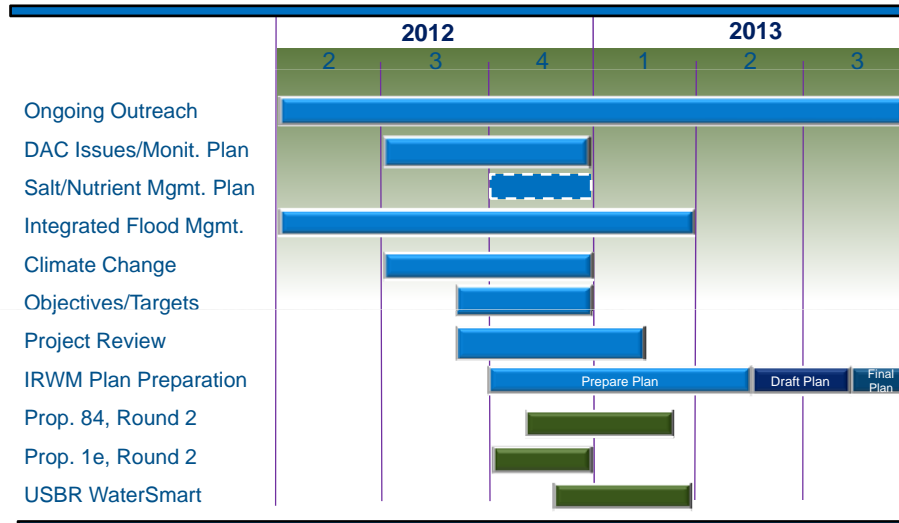 2012 2013
2 3 4 1 2 3
Ongoing Outreach
DAC Issues/Monit. Plan
Salt/Nutrient Mgmt. Plan
Integrated Flood Mgmt.
Climate Change
Objectives/Targets
Project Review
IRWM Plan Preparation
Prepare Plan
Draft Plan
Final
Plan
Prop. 84, Round 2
Prop. 1e, Round 2
USBR WaterSmart